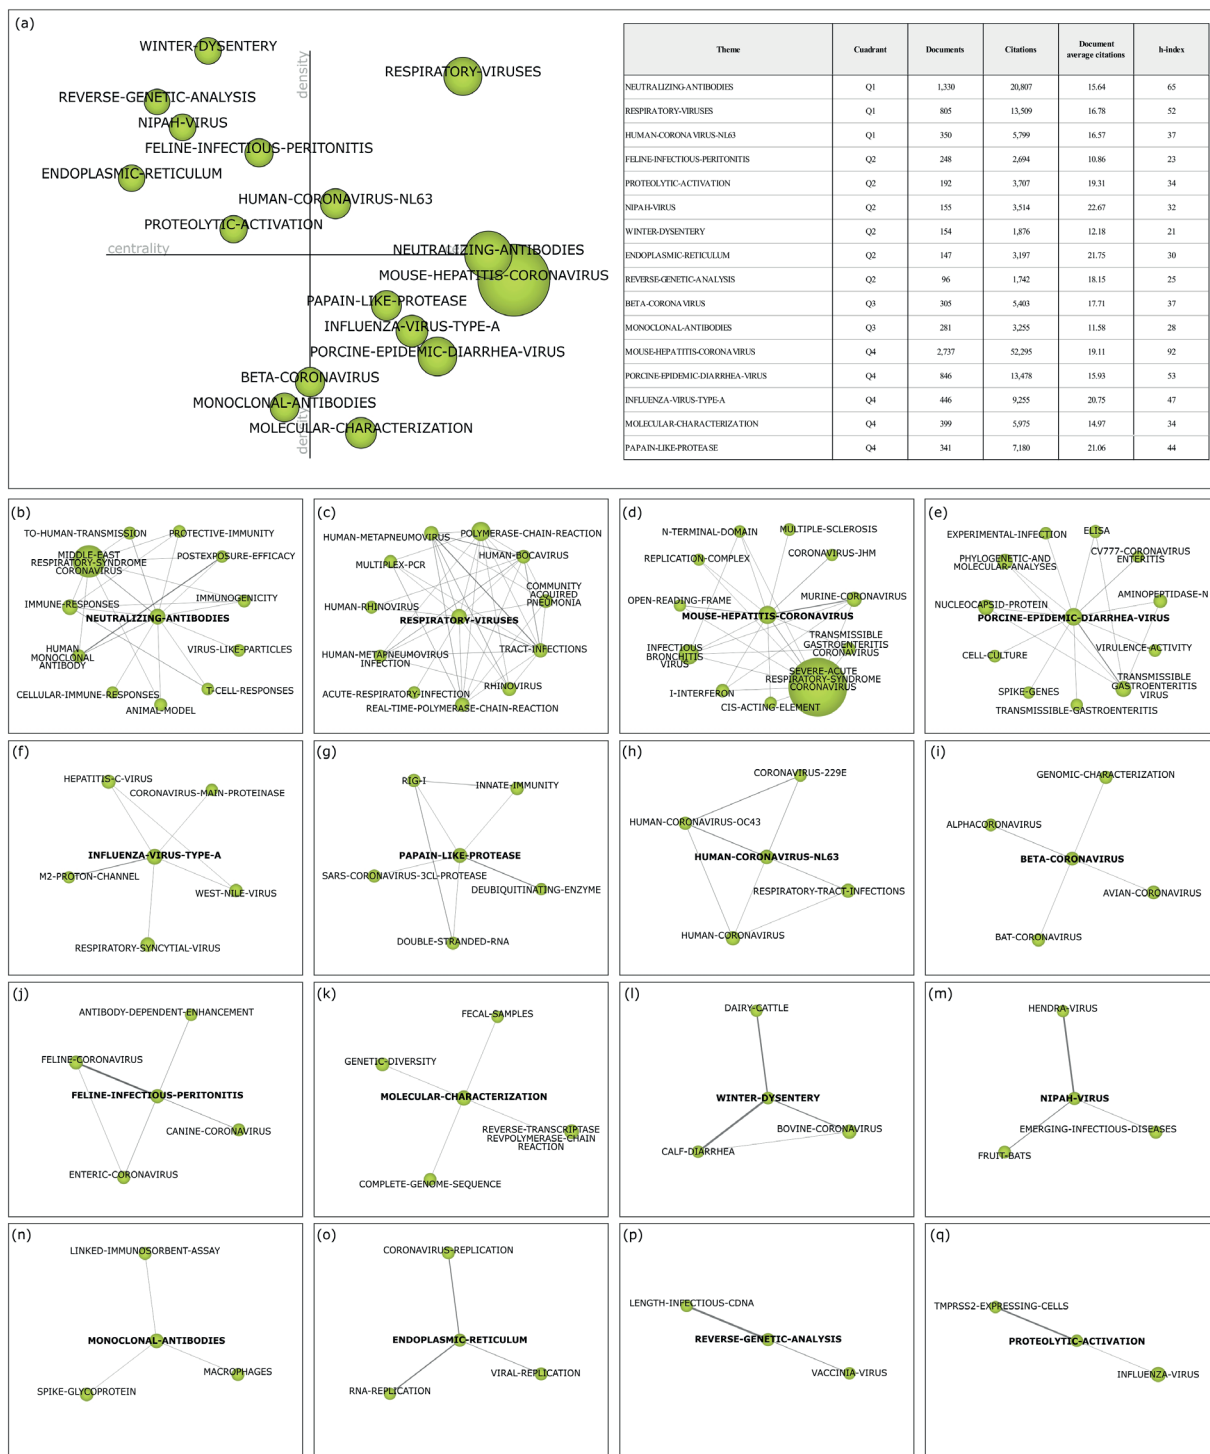 (a)
WINTER-DYSENTERY
density
RESPIRATORY-VIRUSES
REVERSE-GENETIC-ANALYSIS
NIPAH-VIRUS
FELINE-INFECTIOUS-PERITONITIS
ENDOPLASMIC-RETICULUM
HUMAN-CORONAVIRUS-NL63
PROTEOLYTIC-ACTIVATION
centrality
NEUTRALIZING-ANTIBODIES
MOUSE-HEPATITIS-CORONAVIRUS
PAPAIN-LIKE-PROTEASE
INFLUENZA-VIRUS-TYPE-A
PORCINE-EPIDEMIC-DIARRHEA-VIRUS
BETA-CORONAVIRUS
MONOCLONAL-ANTIBODIES
MOLECULAR-CHARACTERIZATION
density
Theme Cuadrant Documents Citations Document average citations h-index
NEUTRALIZING-ANTIBODIES Q1 1,330 20,807 15.64 65
RESPIRATORY-VIRUSES Q1 805 13,509 16.78 52
HUMAN-CORONAVIRUS-NL63 Q1 350 5,799 16.57 37
FELINE-INFECTIOUS-PERITONITIS Q2 248 2,694 10.86 23
PROTEOLYTIC-ACTIVATION Q2 192 3,707 19.31 34
NIPAH-VIRUS Q2 155 3,514 22.67 32
WINTER-DYSENTERY Q2 154 1,876 12.18 21
ENDOPLASMIC-RETICULUM Q2 147 3,197 21.75 30
REVERSE-GENETIC-ANALYSIS Q2 96 1,742 18.15 25
BETA-CORONAVIRUS Q3 305 5,403 17.71 37
MONOCLONAL-ANTIBODIES Q3 281 3,255 11.58 28
MOUSE-HEPATITIS-CORONAVIRUS Q4 2,737 52,295 19.11 92
PORCINE-EPIDEMIC-DIARRHEA-VIRUS Q4 846 13,478 15.93 53
INFLUENZA-VIRUS-TYPE-A Q4 446 9,255 20.75 47
MOLECULAR-CHARACTERIZATION Q4 399 5,975 14.97 34
PAPAIN-LIKE-PROTEASE Q4 341 7,180 21.06 44
(b)
TO-HUMAN-TRANSMISSION
PROTECTIVE-IMMUNITY
MIDDLE-EAST
RESPIRATORY-SYNDROME
CORONAVIRUS
POSTEXPOSURE-EFFICACY
IMMUNE-RESPONSES
IMMUNOGENICITY
NEUTRALIZING-ANTIBODIES
HUMAN
MONOCLONAL
ANTIBODY
VIRUS-LIKE-PARTICLES
CELLULAR-IMMUNE-RESPONSES
T-CELL-RESPONSES
ANIMAL-MODEL
(c)
HUMAN-METAPNEUMOVIRUS
POLYMERASE-CHAIN-REACTION
HUMAN-BOCAVIRUS
MULTIPLEX-PCR
COMMUNITY
ACQUIRED
PNEUMONIA
HUMAN-RHINOVIRUS
RESPIRATORY-VIRUSES
HUMAN-METAPNEUMOVIRUS
INFECTION
TRACT-INFECTIONS
ACUTE-RESPIRATORY-INFECTION
RHINOVIRUS
REAL-TIME-POLYMERASE-CHAIN-REACTION
(d)
N-TERMINAL-DOMAIN
MULTIPLE-SCLEROSIS
REPLICATION-COMPLEX
CORONAVIRUS-JHM
OPEN-READING-FRAME
MURINE-CORONAVIRUS
MOUSE-HEPATITIS-CORONAVIRUS
INFECTIOUS
BRONCHITIS
VIRUS
TRANSMISSIBLE
GASTROENTERITIS
CORONAVIRUS
SEVERE-ACUTE
RESPIRATORY-SYNDROME
CORONAVIRUS
I-INTERFERON
CIS-ACTING-ELEMENT
(e)
EXPERIMENTAL-INFECTION
ELISA
PHYLOGENETIC-AND
MOLECULAR-ANALYSES
CV777-CORONAVIRUS
ENTERITIS
NUCLEOCAPSID-PROTEIN
AMINOPEPTIDASE-N
PORCINE-EPIDEMIC-DIARRHEA-VIRUS
CELL-CULTURE
VIRULENCE-ACTIVITY
TRANSMISSIBLE
GASTROENTERITIS
VIRUS
SPIKE-GENES
TRANSMISSIBLE-GASTROENTERITIS
(f)
HEPATITIS-C-VIRUS
CORONAVIRUS-MAIN-PROTEINASE
INFLUENZA-VIRUS-TYPE-A
M2-PROTON-CHANNEL
WEST-NILE-VIRUS
RESPIRATORY-SYNCYTIAL-VIRUS
(g)
RIG-I
INNATE-IMMUNITY
PAPAIN-LIKE-PROTEASE
SARS-CORONAVIRUS-3CL-PROTEASE
DEUBIQUITINATING-ENZYME
DOUBLE-STRANDED-RNA
(h)
CORONAVIRUS-229E
HUMAN-CORONAVIRUS-OC43
HUMAN-CORONAVIRUS-NL63
RESPIRATORY-TRACT-INFECTIONS
HUMAN-CORONAVIRUS
(i)
GENOMIC-CHARACTERIZATION
ALPHACORONAVIRUS
BETA-CORONAVIRUS
AVIAN-CORONAVIRUS
BAT-CORONAVIRUS
(j)
ANTIBODY-DEPENDENT-ENHANCEMENT
FELINE-CORONAVIRUS
FELINE-INFECTIOUS-PERITONITIS
CANINE-CORONAVIRUS
ENTERIC-CORONAVIRUS
(k)
FECAL-SAMPLES
GENETIC-DIVERSITY
MOLECULAR-CHARACTERIZATION
REVERSE-TRANSCRIPTASE
REVPOLYMERASE-CHAIN
REACTION
COMPLETE-GENOME-SEQUENCE
(l)
DAIRY-CATTLE
WINTER-DYSENTERY
BOVINE-CORONAVIRUS
CALF-DIARRHEA
(m)
HENDRA-VIRUS
NIPAH-VIRUS
EMERGING-INFECTIOUS-DISEASES
FRUIT-BATS
(n)
LINKED-IMMUNOSORBENT-ASSAY
MONOCLONAL-ANTIBODIES
MACROPHAGES
SPIKE-GLYCOPROTEIN
(o)
CORONAVIRUS-REPLICATION
ENDOPLASMIC-RETICULUM
VIRAL-REPLICATION
RNA-REPLICATION
(p)
LENGTH-INFECTIOUS-CDNA
REVERSE-GENETIC-ANALYSIS
VACCINIA-VIRUS
(q)
TMPRSS2-EXPRESSING-CELLS
PROTEOLYTIC-ACTIVATION
INFLUENZA-VIRUS